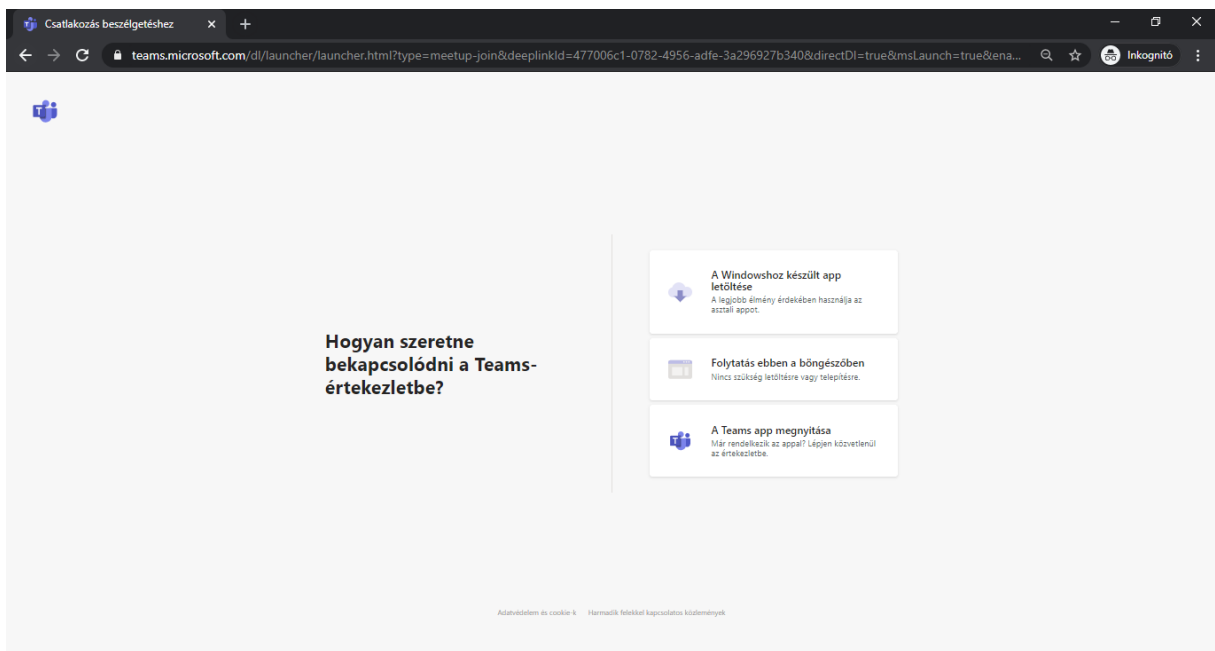 Csatlakozás beszélgetéshez
teams.microsoft.com/dl/launcher/launcher.html?type=meetup-join&deeplinkId=477006c1-0782-4956-adfe-3a296927b340&directDl=true&msLaunch=true&ena...
Inkognitó
Hogyan szeretne
bekapcsolódni a Teams-
értekezletbe?
A Windowshoz készült app
letöltése
A legjobb élmény érdekében használja az
asztali appot.
Folytatás ebben a böngészőben
Nincs szükség letöltésre vagy telepítésre.
A Teams app megnyitása
Már rendelkezik az appal? Lépjen közvetlenül
az értekezletbe.
Adatvédelem és cookie-k Harmadik felekkel kapcsolatos közlemények